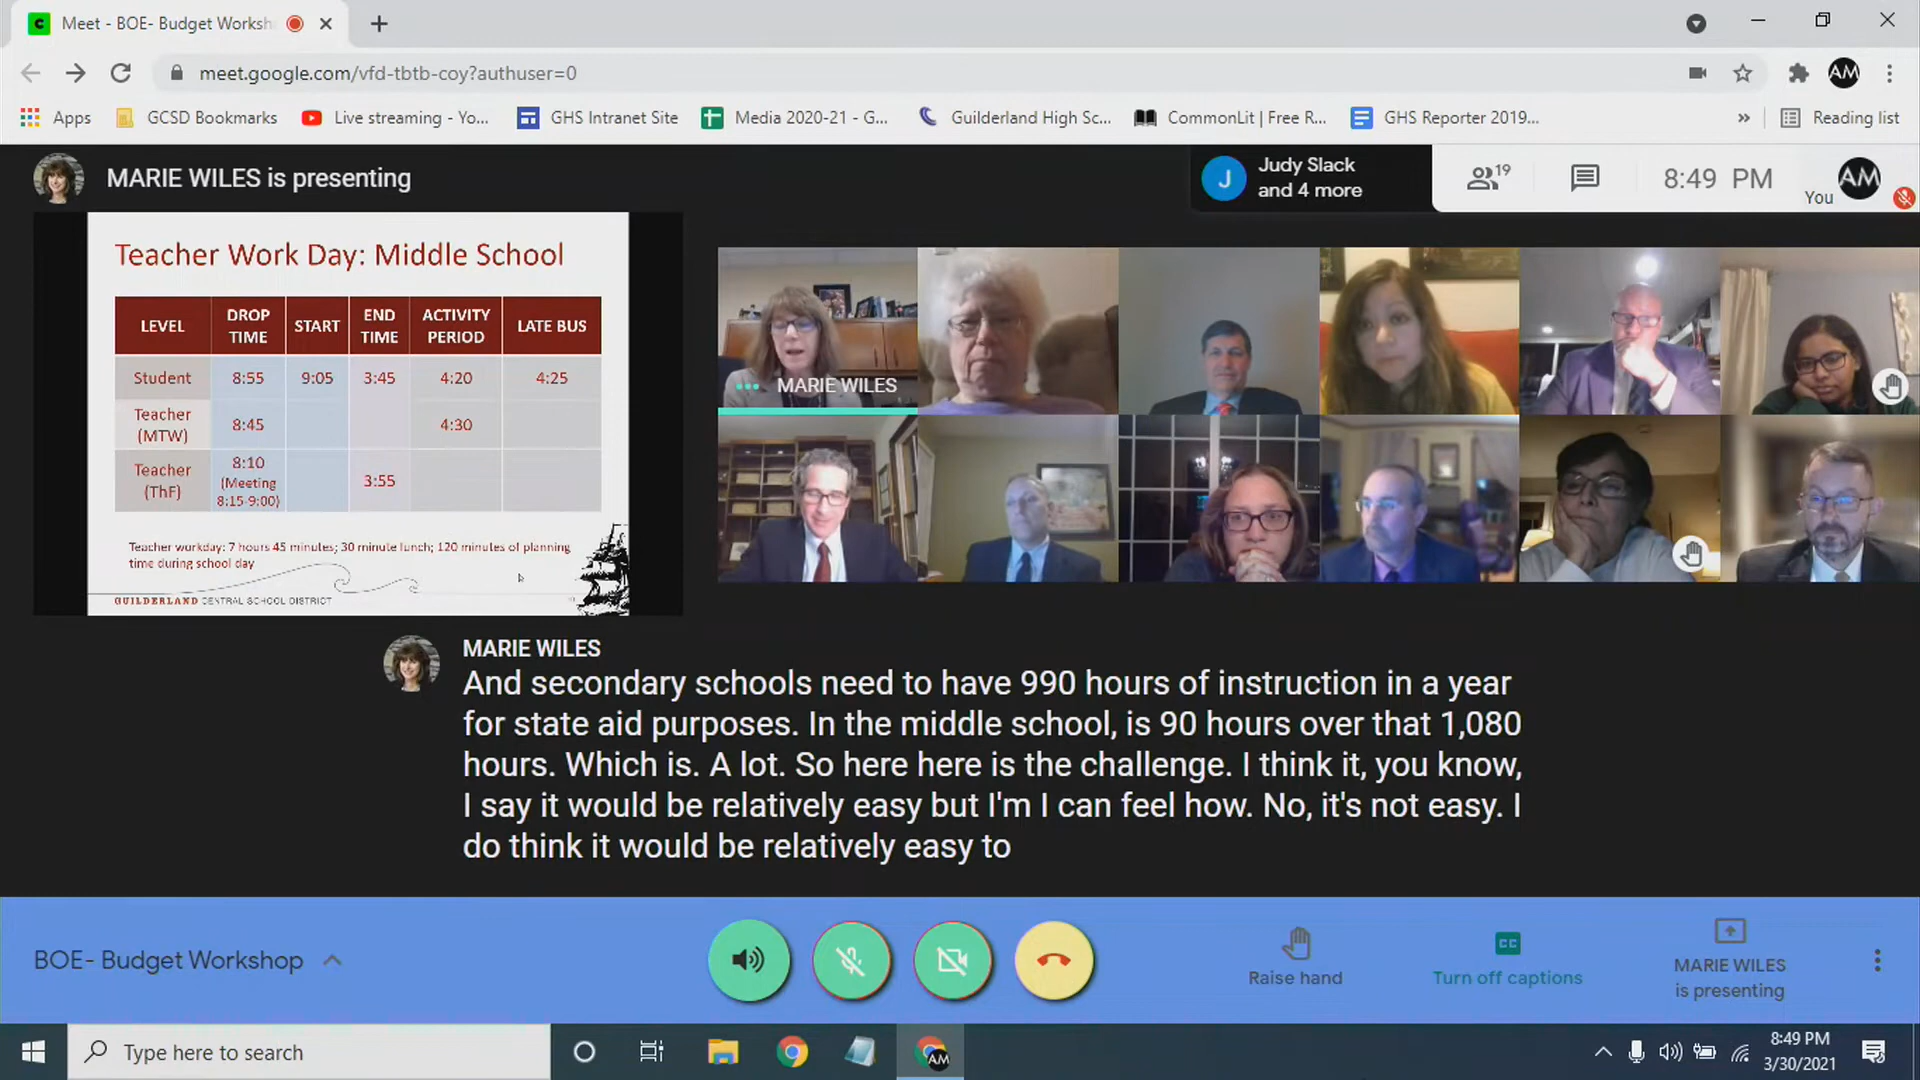 Meet - BOE- Budget Worksh
meet.google.com/vfd-tbtb-coy?authuser=0
AM
Apps
GCSD Bookmarks
Live streaming - Yo...
GHS Intranet Site
Media 2020-21 - G...
Guilderland High Sc...
CommonLit | Free R...
GHS Reporter 2019...
»
Reading list
MARIE WILES is presenting
J
Judy Slack
and 4 more
19
8:49 PM
You
AM
Teacher Work Day: Middle School
LEVEL
DROP TIME
START
END TIME
ACTIVITY PERIOD
LATE BUS
Student
8:55
9:05
3:45
4:20
4:25
Teacher (MTW)
8:45
4:30
Teacher (ThF)
8:10
(Meeting
8:15-9:00)
3:55
Teacher workday: 7 hours 45 minutes; 30 minute lunch; 120 minutes of planning
time during school day
GUILDERLAND CENTRAL SCHOOL DISTRICT
MARIE WILES
MARIE WILES
And secondary schools need to have 990 hours of instruction in a year
for state aid purposes. In the middle school, is 90 hours over that 1,080
hours. Which is. A lot. So here here is the challenge. I think it, you know,
I say it would be relatively easy but I'm I can feel how. No, it's not easy. I
do think it would be relatively easy to
BOE- Budget Workshop
Raise hand
CC
Turn off captions
MARIE WILES
is presenting
Type here to search
AM
8:49 PM
3/30/2021